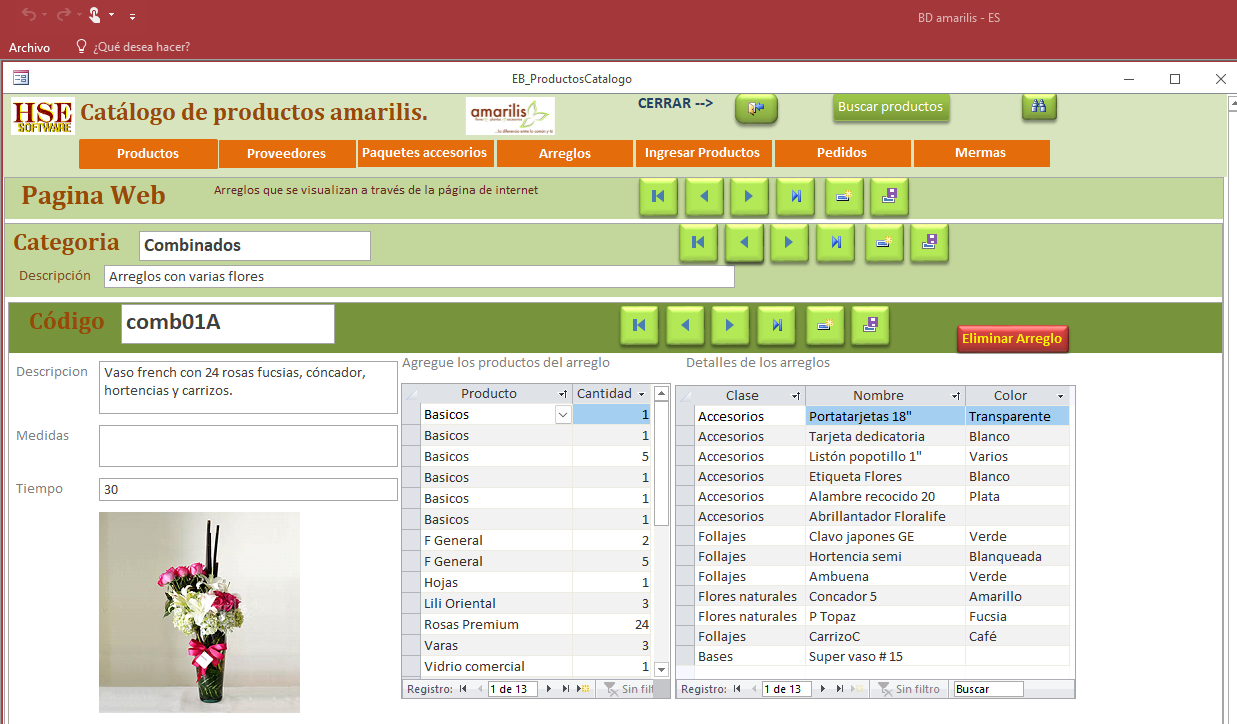 BD amarilis - ES
Archivo ¿Qué desea hacer?
EB_ProductosCatalogo
HSE SOFTWARE
Catálogo de productos amarilis.
amarilis
CERRAR -->
Buscar productos
Productos Proveedores Paquetes accesorios Arreglos Ingresar Productos Pedidos Mermas
Pagina Web Arreglos que se visualizan a través de la página de internet
Categoria Combinados
Descripción Arreglos con varias flores
Código comb01A
Eliminar Arreglo
Descripcion Vaso french con 24 rosas fucsias, cóncador,
hortencias y carrizos.
Medidas
Tiempo 30
Agregue los productos del arreglo
Producto Cantidad
Basicos 1
Basicos 1
Basicos 5
Basicos 1
Basicos 1
Basicos 1
F General 2
F General 5
Hojas 1
Lili Oriental 3
Rosas Premium 24
Varas 3
Vidrio comercial 1
Registro: 1 de 13 Sin filt
Detalles de los arreglos
Clase Nombre Color
Accesorios Portatarjetas 18" Transparente
Accesorios Tarjeta dedicatoria Blanco
Accesorios Listón popotillo 1" Varios
Accesorios Etiqueta Flores Blanco
Accesorios Alambre recocido 20 Plata
Accesorios Abrillantador Floralife
Follajes Clavo japones GE Verde
Follajes Hortencia semi Blanqueada
Follajes Ambuena Verde
Flores naturales Concador 5 Amarillo
Flores naturales P Topaz Fucsia
Follajes CarrizoC Café
Bases Super vaso # 15
Registro: 1 de 13 Sin filtro Buscar